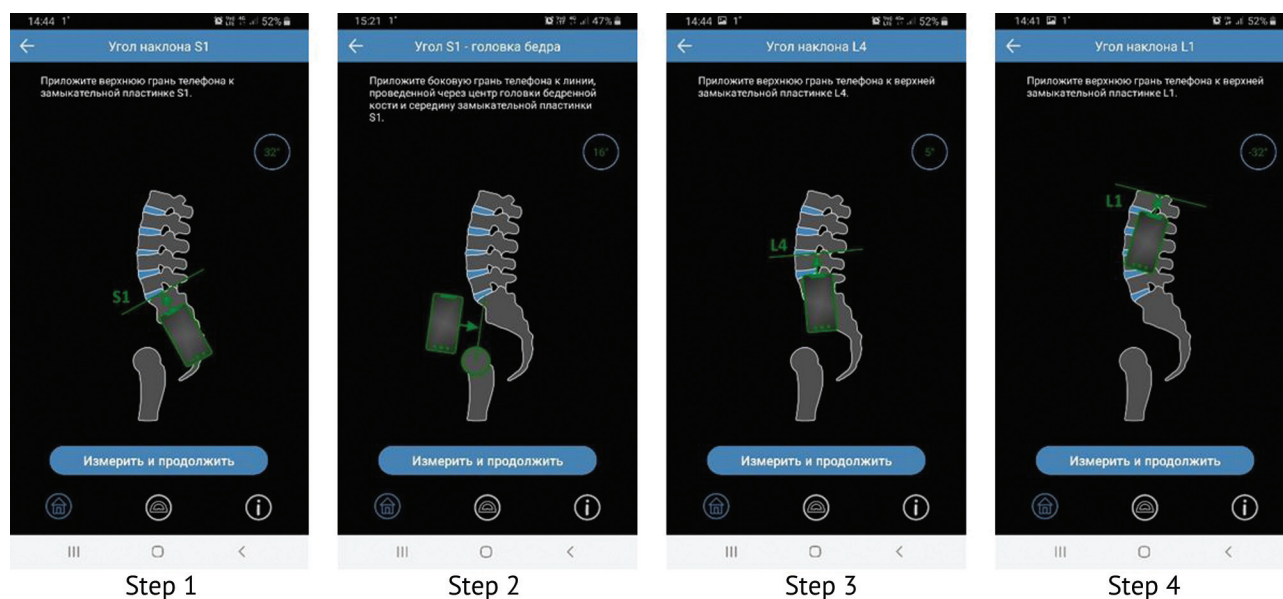 14:44 1°
52%
Угол наклона S1
Приложите верхнюю грань телефона к
замыкательной пластинке S1.
32°
S1
Измерить и продолжить
Step 1
15:21 1°
47%
Угол S1 - головка бедра
Приложите боковую грань телефона к линии,
проведенной через центр головки бедренной
кости и середину замыкательной пластинки
S1.
16°
Измерить и продолжить
Step 2
14:44 1°
52%
Угол наклона L4
Приложите верхнюю грань телефона к верхней
замыкательной пластинке L4.
5°
L4
Измерить и продолжить
Step 3
14:41 1°
52%
Угол наклона L1
Приложите верхнюю грань телефона к верхней
замыкательной пластинке L1.
-32°
L1
Измерить и продолжить
Step 4